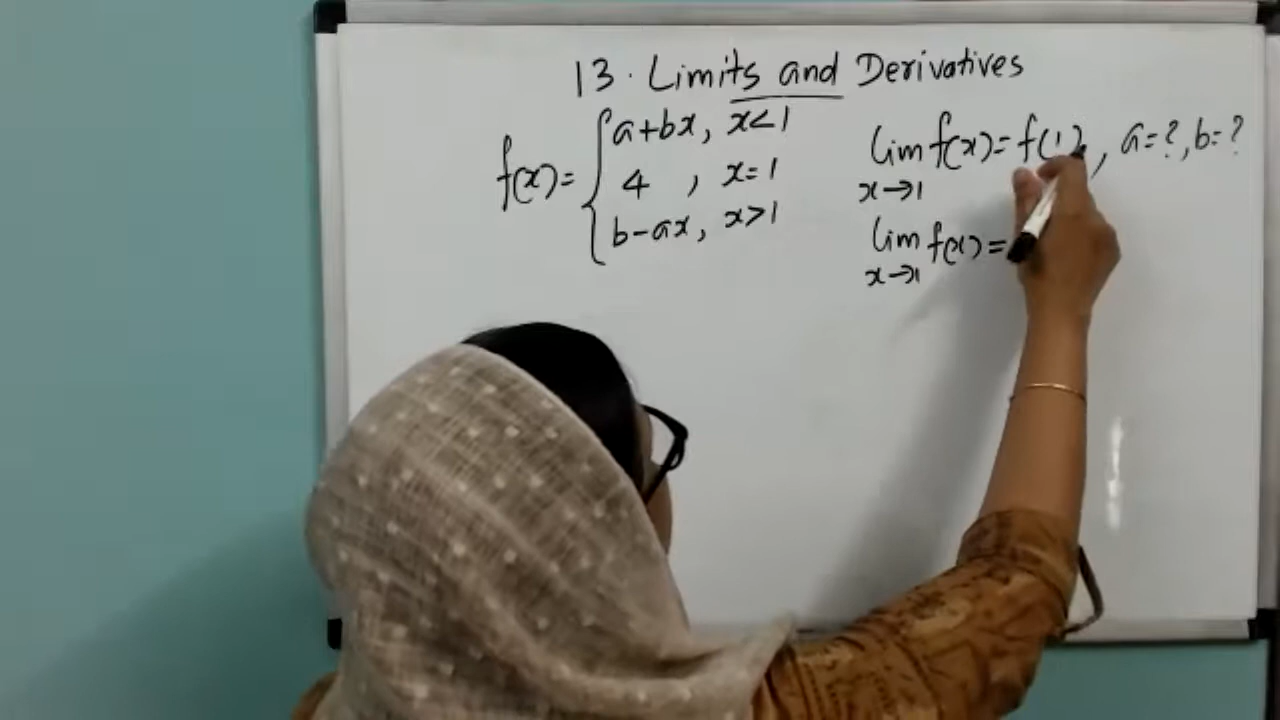 13. Limits and Derivatives
f(x)= { a+bx, x<1
4 , x=1
b-ax, x>1
lim f(x)=f(1), a=?, b=?
x→1
lim f(x)=
x→1